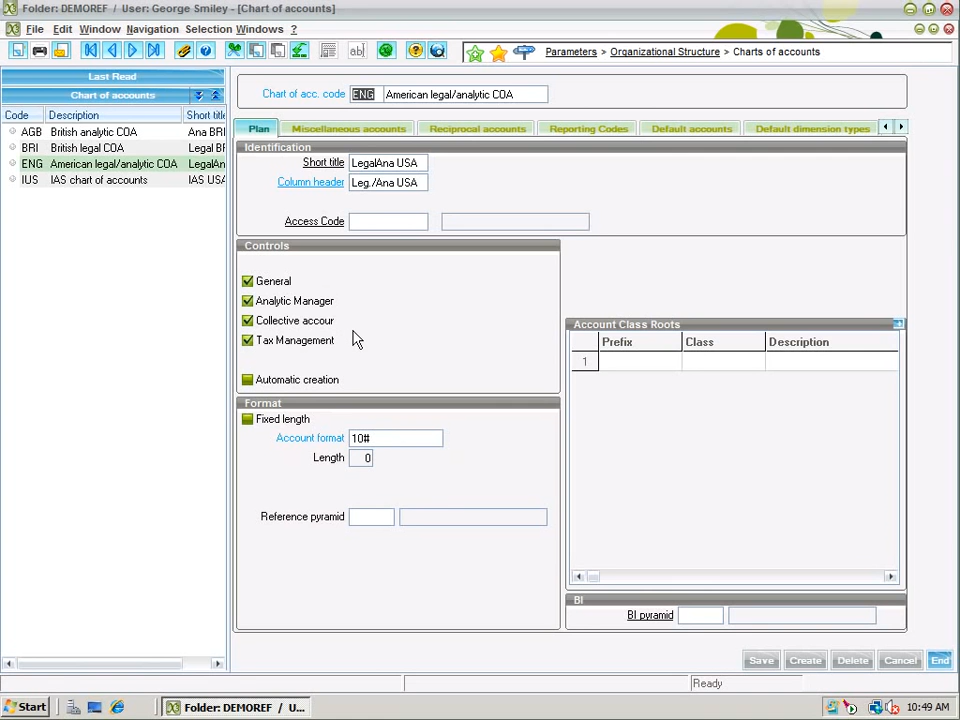 Folder: DEMOREF / User: George Smiley - [Chart of accounts]
File Edit Window Navigation Selection Windows ?
Parameters > Organizational Structure > Charts of accounts
Last Read
Chart of accounts
Code Description Short title
AGB British analytic COA Ana BRI
BRI British legal COA Legal BF
ENG American legal/analytic COA LegalAn
IUS IAS chart of accounts IAS USA
Chart of acc. code ENG American legal/analytic COA
Plan Miscellaneous accounts Reciprocal accounts Reporting Codes Default accounts Default dimension types
Identification
Short title LegalAna USA
Column header Leg./Ana USA
Access Code
Controls
General
Analytic Manager
Collective accour
Tax Management
Automatic creation
Format
Fixed length
Account format 10#
Length 0
Reference pyramid
Account Class Roots
Prefix Class Description
1
BI
BI pyramid
Save Create Delete Cancel End
Ready
Start Folder: DEMOREF / U... 10:49 AM